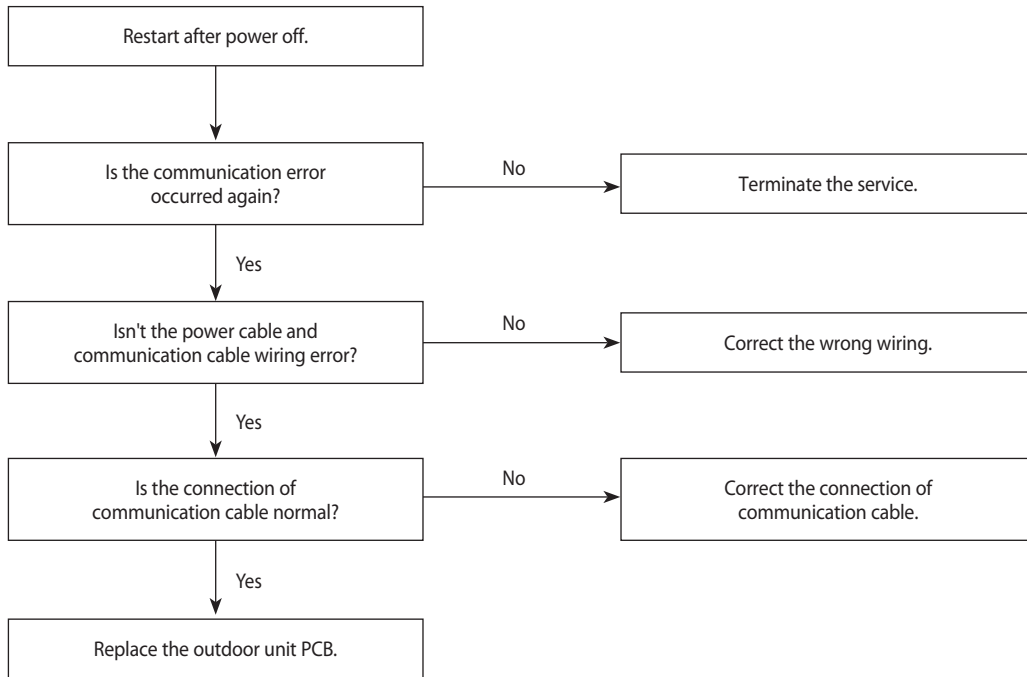 Restart after power off.
Is the communication error
occurred again?
No
Terminate the service.
Yes
Isn't the power cable and
communication cable wiring error?
No
Correct the wrong wiring.
Yes
Is the connection of
communication cable normal?
No
Correct the connection of
communication cable.
Yes
Replace the outdoor unit PCB.